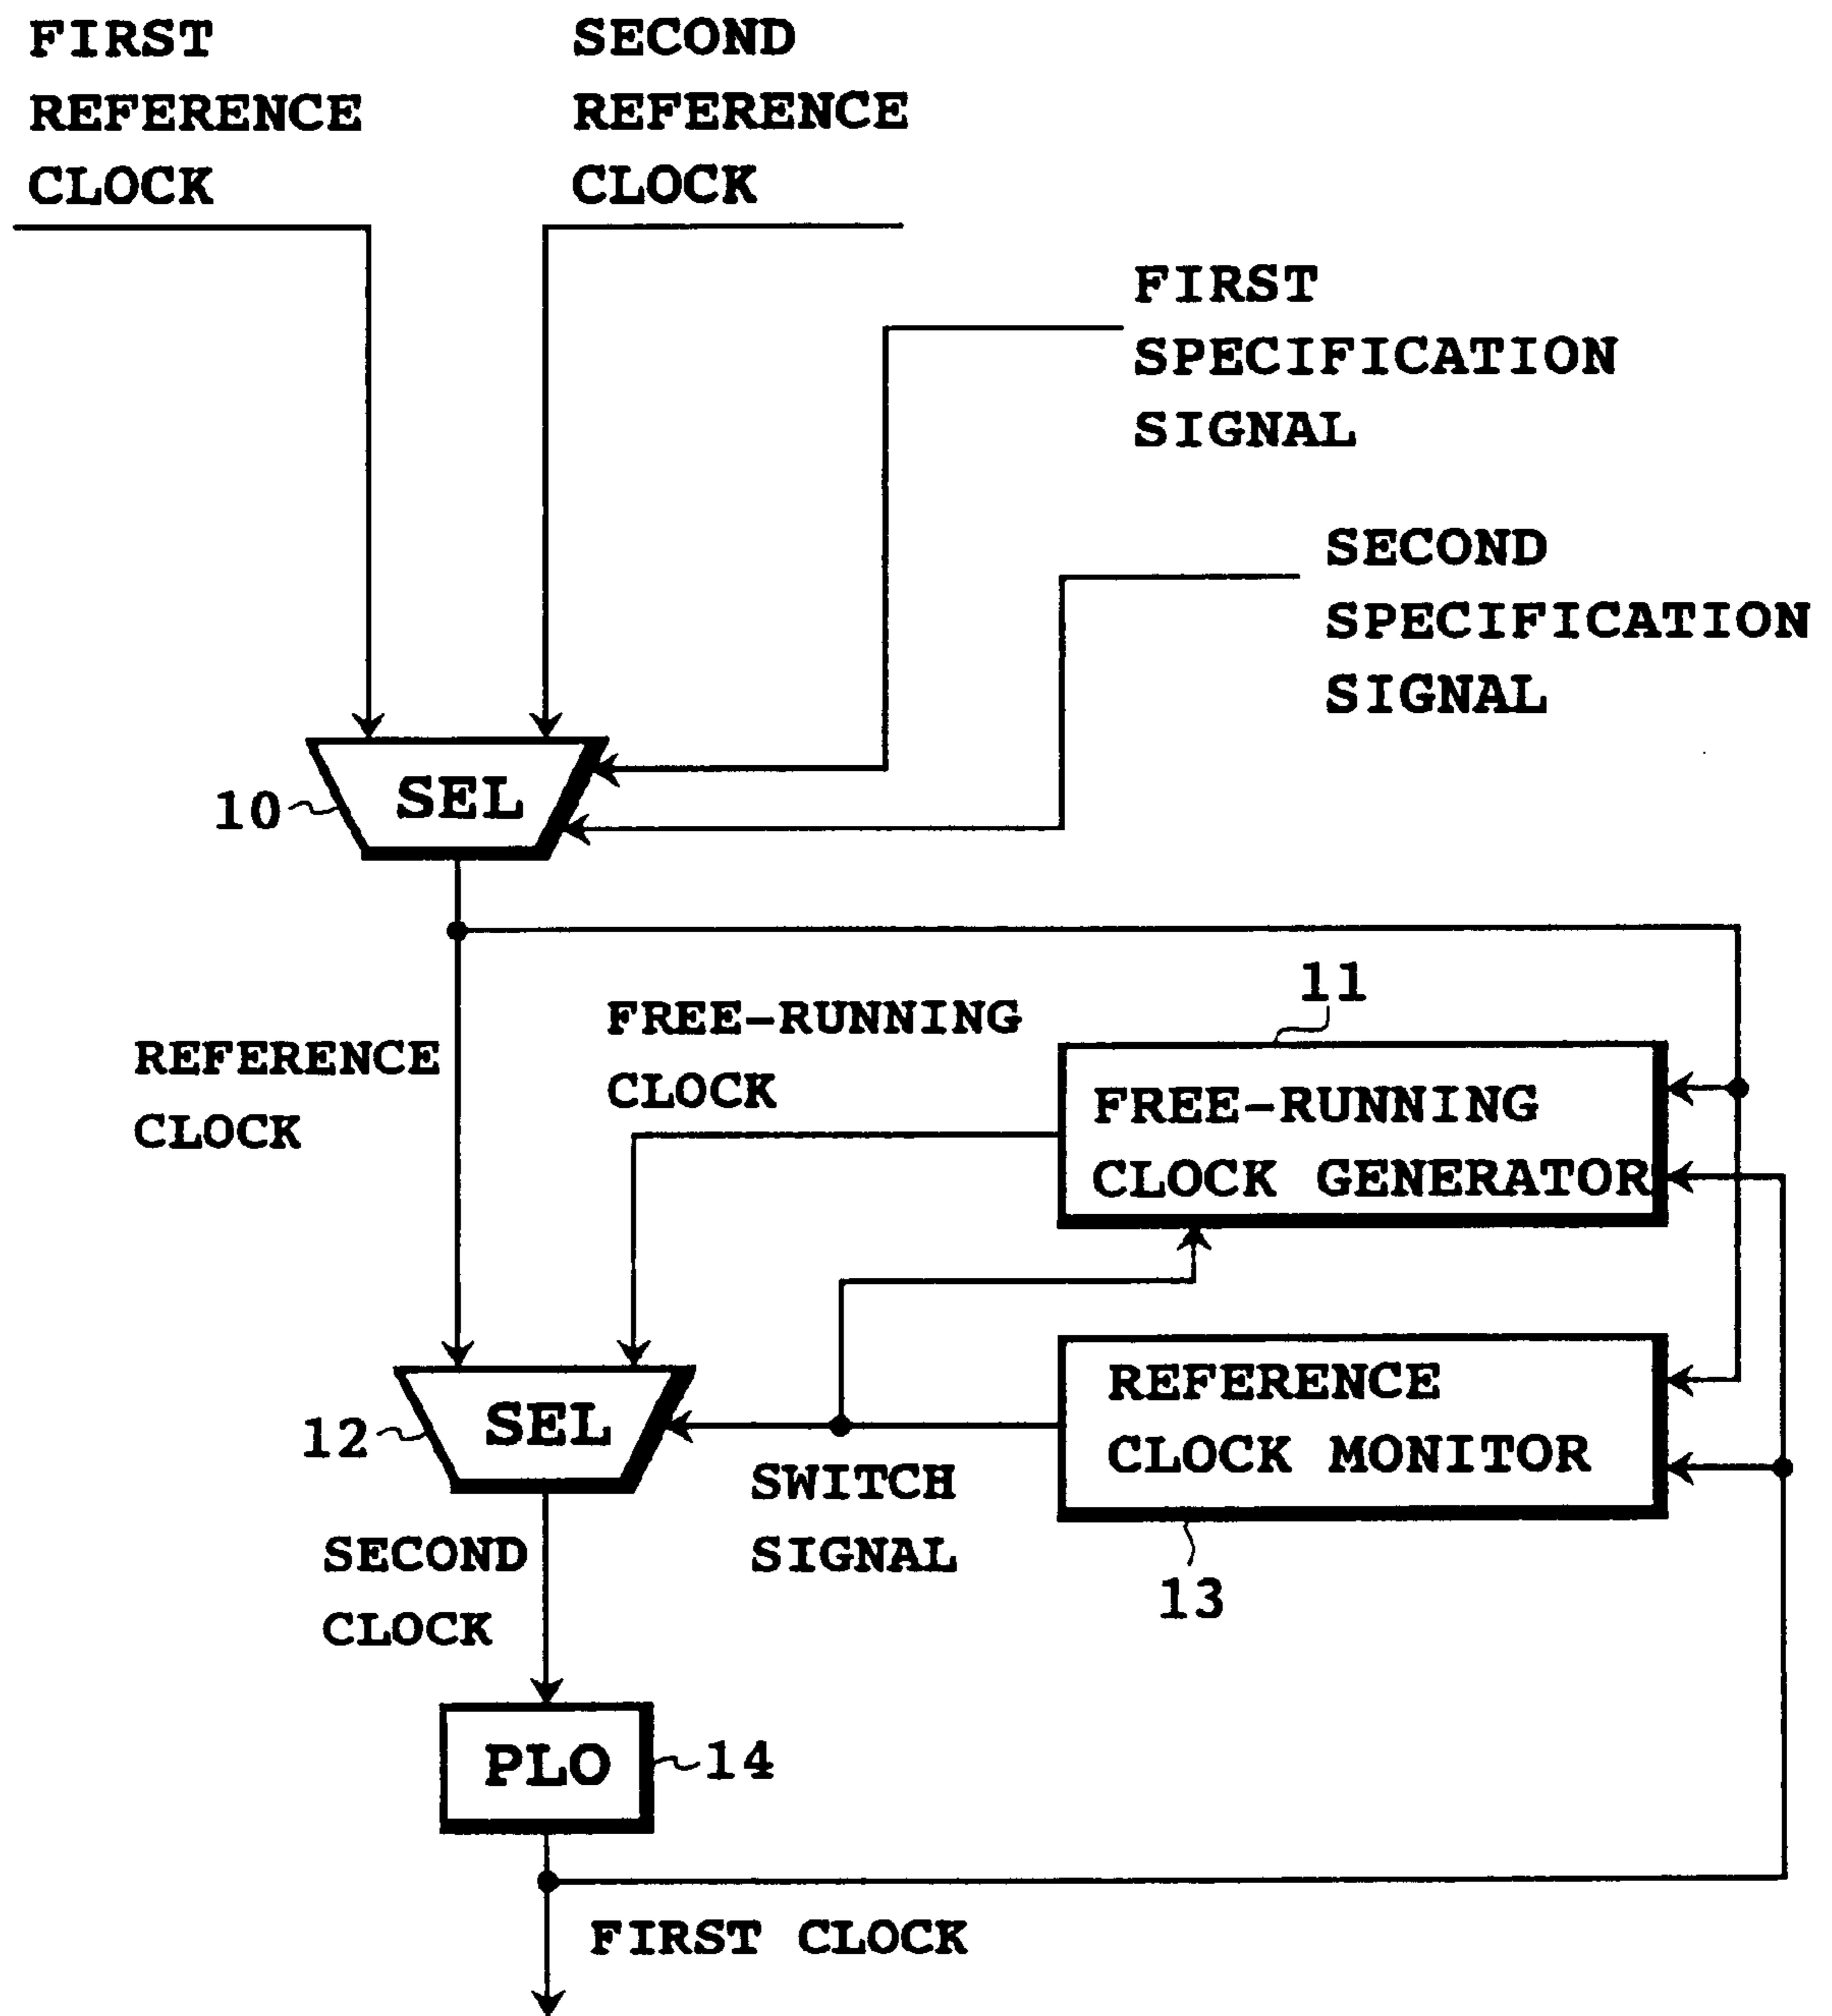 FIRST
REFERENCE
CLOCK
SECOND
REFERENCE
CLOCK
FIRST
SPECIFICATION
SIGNAL
SECOND
SPECIFICATION
SIGNAL
SEL
10
11
FREE-RUNNING
CLOCK
REFERENCE
CLOCK
FREE-RUNNING
CLOCK GENERATOR
REFERENCE
CLOCK MONITOR
SEL
12
SWITCH
SIGNAL
13
SECOND
CLOCK
PLO
14
FIRST CLOCK